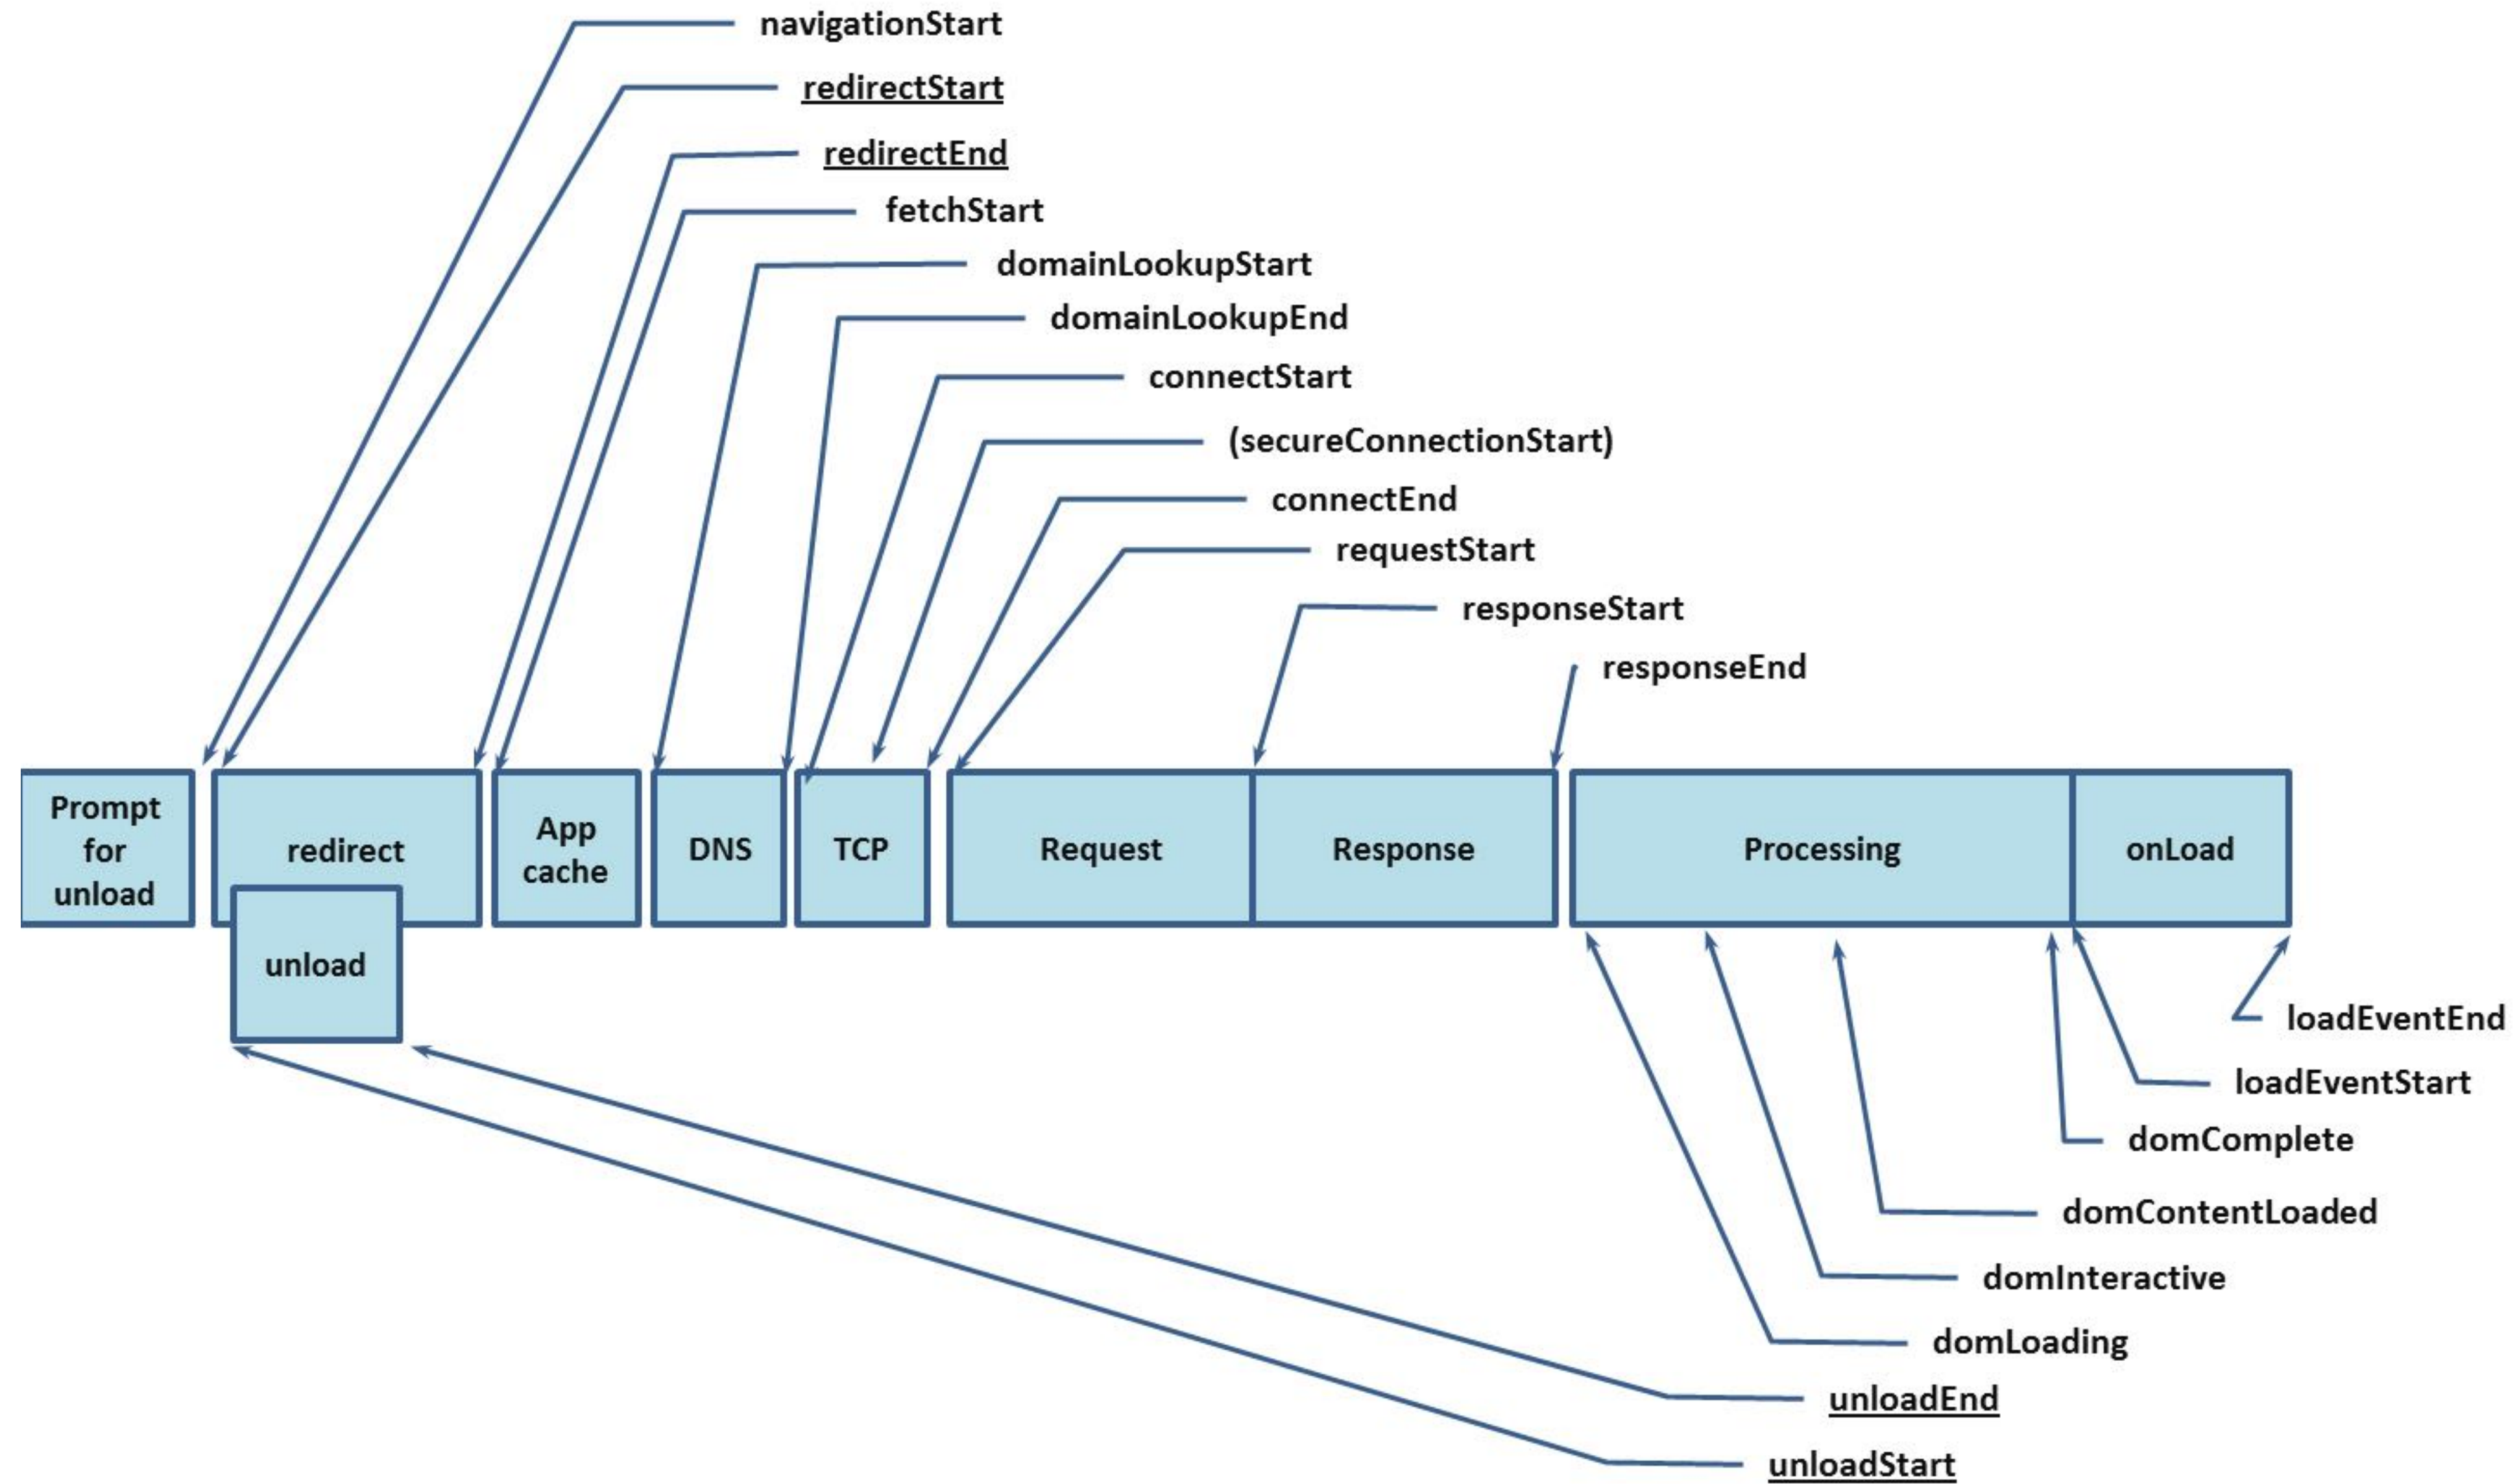 navigationStart
redirectStart
redirectEnd
fetchStart
domainLookupStart
domainLookupEnd
connectStart
(secureConnectionStart)
connectEnd
requestStart
responseStart
responseEnd
Prompt
for
unload
redirect
unload
App
cache
DNS
TCP
Request
Response
Processing
onLoad
loadEventEnd
loadEventStart
domComplete
domContentLoaded
domInteractive
domLoading
unloadEnd
unloadStart